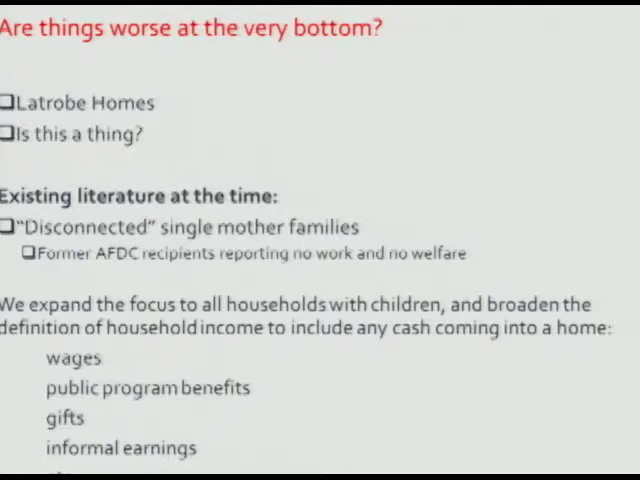 Are things worse at the very bottom?
❑Latrobe Homes
❑Is this a thing?
Existing literature at the time:
❑"Disconnected" single mother families
❑Former AFDC recipients reporting no work and no welfare
We expand the focus to all households with children, and broaden the
definition of household income to include any cash coming into a home:
wages
public program benefits
gifts
informal earnings